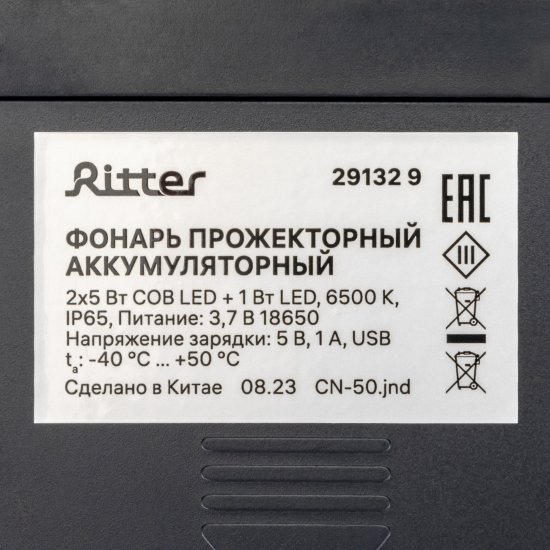 Ritter
29132 9
EAC
ФОНАРЬ ПРОЖЕКТОРНЫЙ
АККУМУЛЯТОРНЫЙ
III
2x5 Вт COB LED + 1 Вт LED, 6500 K,
IP65, Питание: 3,7 В 18650
Напряжение зарядки: 5 В, 1 А, USB
ta: -40 °C ... +50 °C
Сделано в Китае 08.23 CN-50.jnd